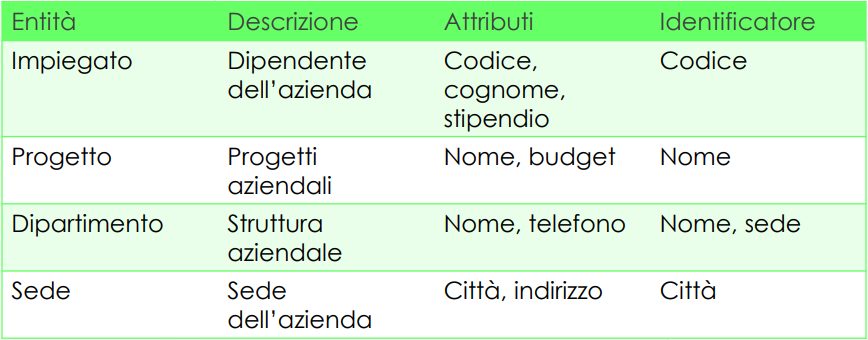 Entità Descrizione Attributi Identificatore
Impiegato Dipendente Codice, Codice
dell'azienda cognome,
stipendio
Progetto Progetti Nome, budget Nome
aziendali
Dipartimento Struttura Nome, telefono Nome, sede
aziendale
Sede Sede Città, indirizzo Città
dell'azienda